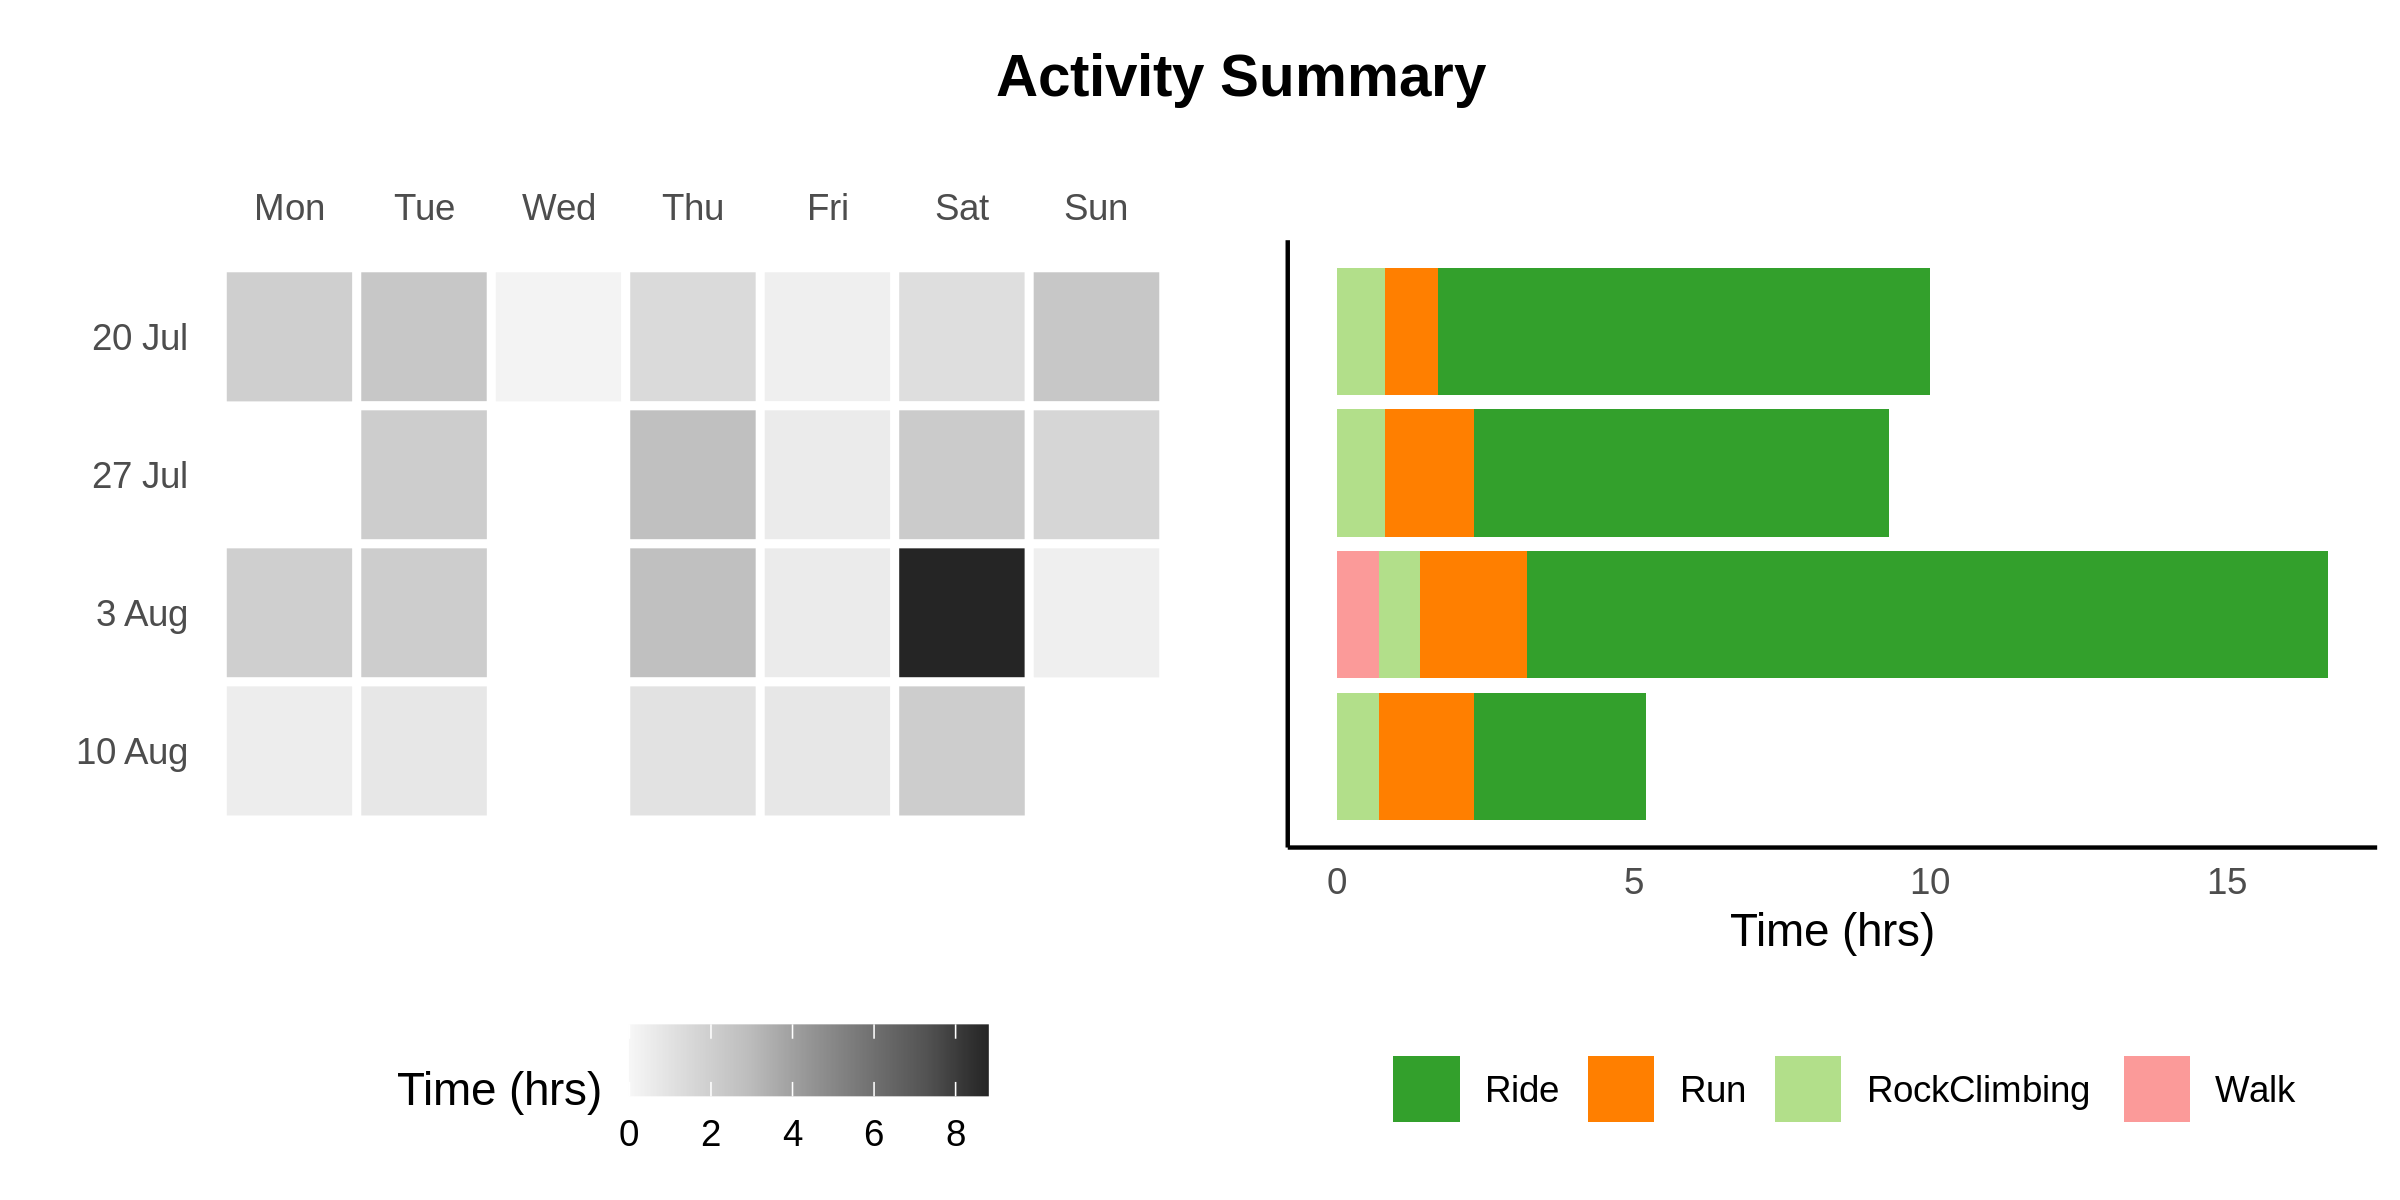 Activity Summary
Mon Tue Wed Thu Fri Sat Sun
20 Jul
27 Jul
3 Aug
10 Aug
0 5 10 15
Time (hrs)
Time (hrs)
0 2 4 6 8
Ride Run RockClimbing Walk